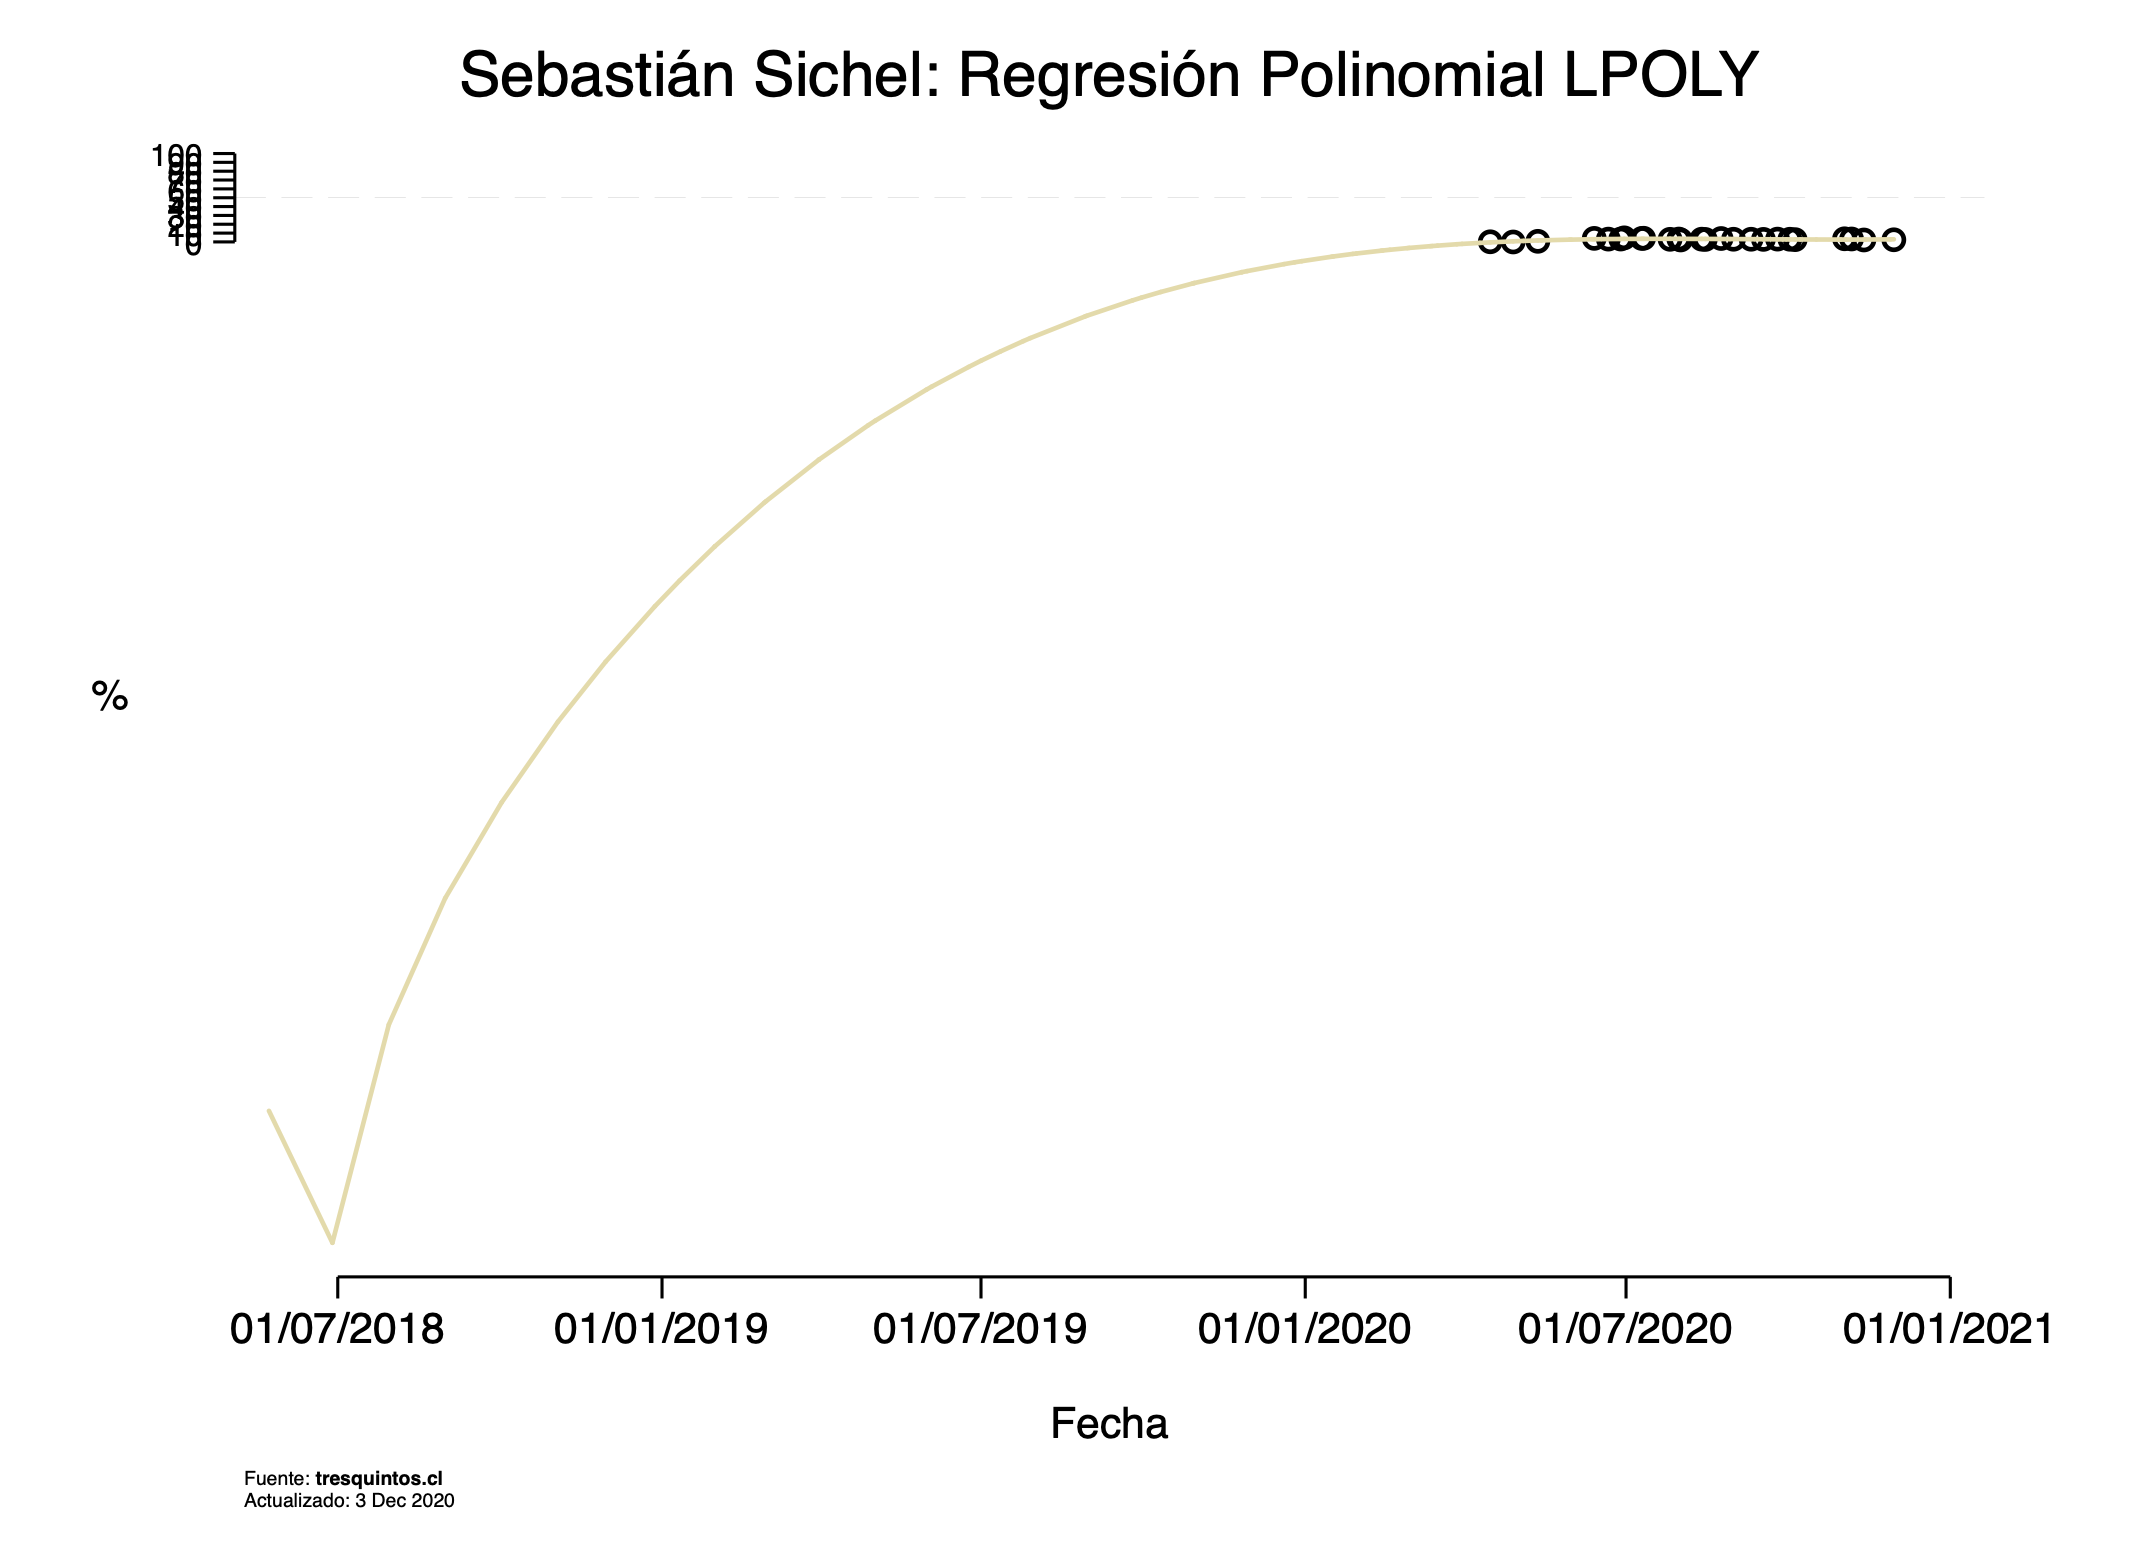 Sebastián Sichel: Regresión Polinomial LPOLY
100
0
%
01/07/2018 01/01/2019 01/07/2019 01/01/2020 01/07/2020 01/01/2021
Fecha
Fuente: tresquintos.cl
Actualizado: 3 Dec 2020